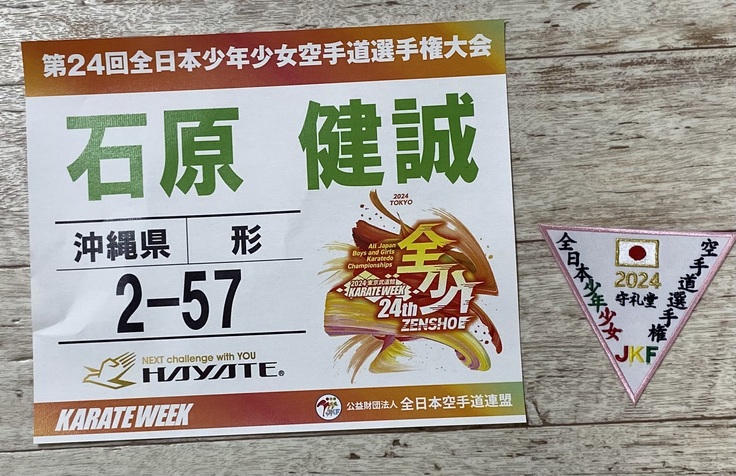 第24回全日本少年少女空手道選手権大会
石原 健誠
沖縄県 形
2-57
2024
TOKYO
All Japan
Boys and Girls
Karatedo
Championships
全少
2024 東京武道館
KARATE WEEK
24th
ZENSHO
NEXT challenge with YOU
HAYATE®
KARATE WEEK
公益財団法人 全日本空手道連盟
全日本少年少女
空手道選手権
2024
守礼堂
JKF